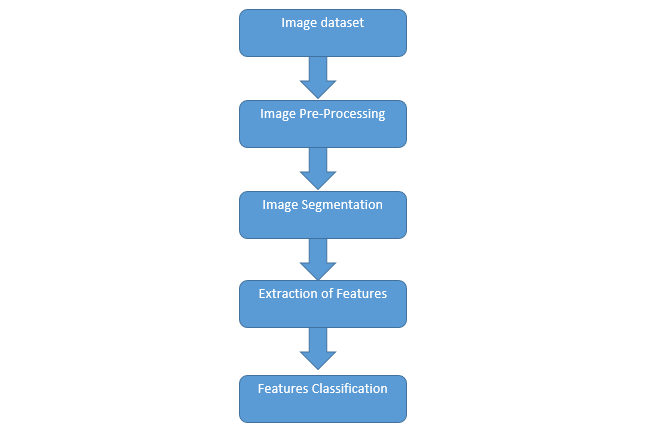 Image dataset
Image Pre-Processing
Image Segmentation
Extraction of Features
Features Classification